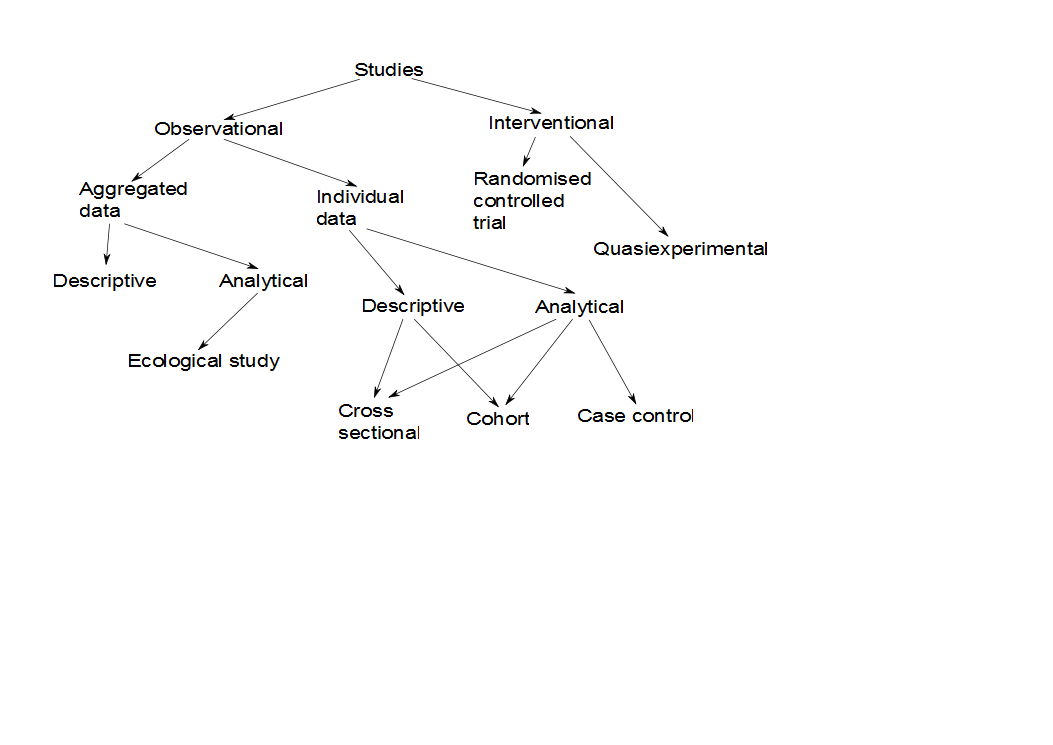 Studies
Observational
Interventional
Aggregated
data
Individual
data
Randomised
controlled
trial
Quasiexperimental
Descriptive
Analytical
Descriptive
Analytical
Ecological study
Cross
sectional
Cohort
Case control